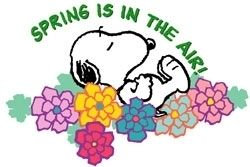 SPRING IS IN THE AIR!